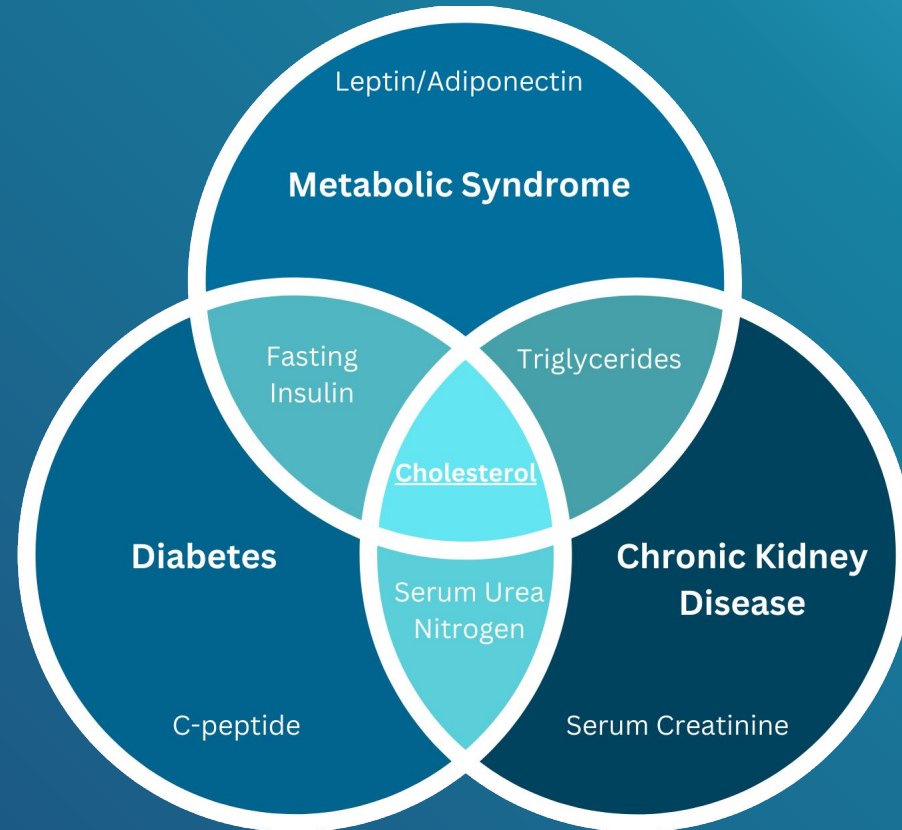 Leptin/Adiponectin
Metabolic Syndrome
Fasting
Insulin
Triglycerides
Cholesterol
Diabetes
Chronic Kidney
Disease
Serum Urea
Nitrogen
C-peptide
Serum Creatinine